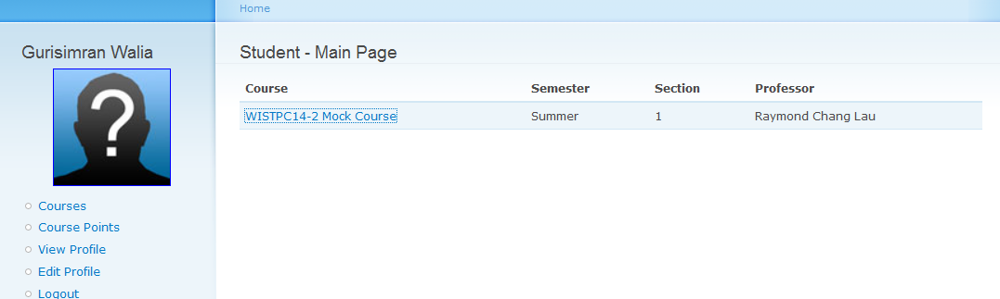 Home
Gurisimran Walia
?
Courses
Course Points
View Profile
Edit Profile
Logout
Student - Main Page
Course Semester Section Professor
WISTPC14-2 Mock Course Summer 1 Raymond Chang Lau